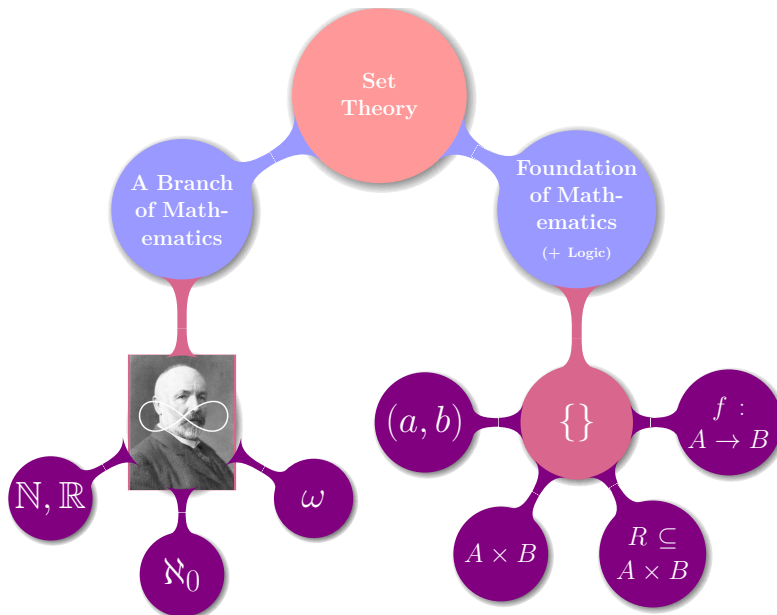 Set
Theory
A Branch
of Math-
ematics
Foundation
of Math-
ematics
(+ Logic)
∞
ℕ, ℝ
ℵ₀
ω
(a, b)
{}
f :
A → B
A × B
R ⊆
A × B